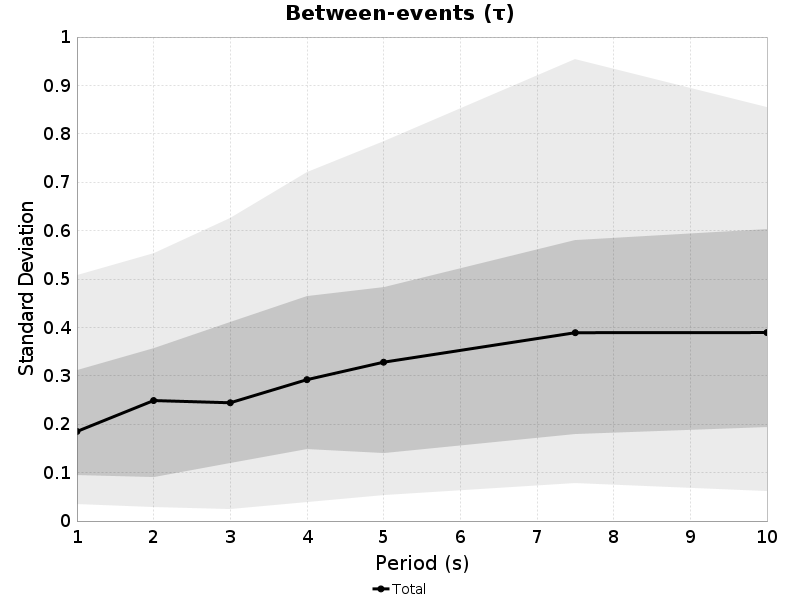 Between-events (τ)
Standard Deviation
1
0.9
0.8
0.7
0.6
0.5
0.4
0.3
0.2
0.1
0
1 2 3 4 5 6 7 8 9 10
Period (s)
Total